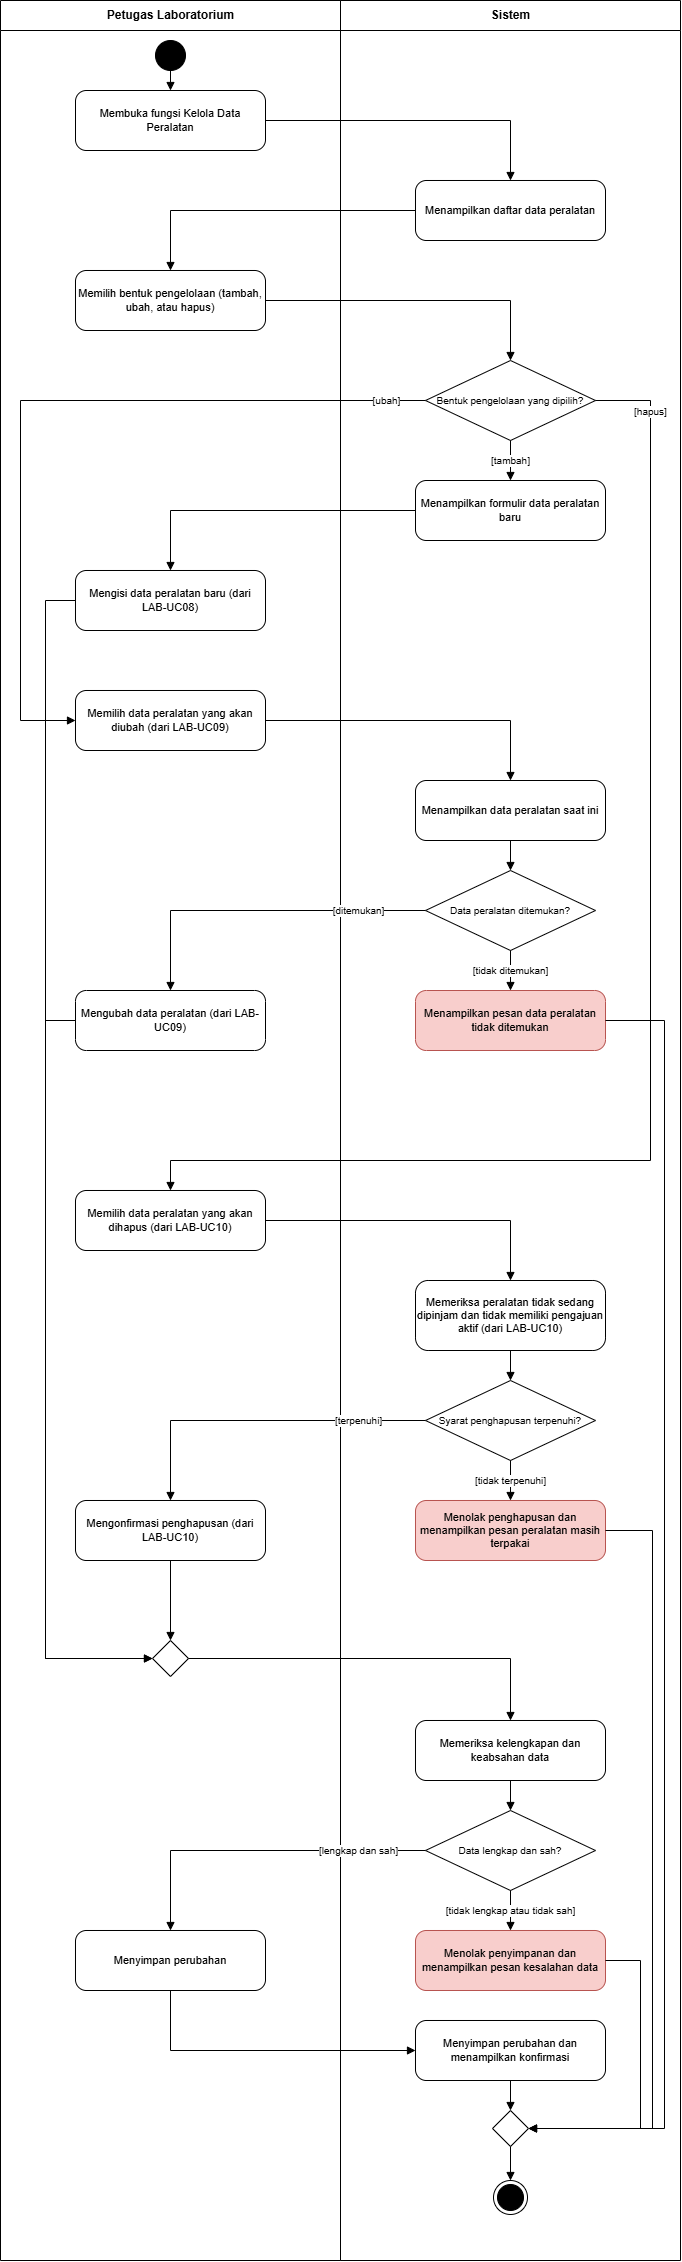 Petugas Laboratorium
Sistem
Membuka fungsi Kelola Data
Peralatan
Menampilkan daftar data peralatan
Memilih bentuk pengelolaan (tambah,
ubah, atau hapus)
[ubah]
Bentuk pengelolaan yang dipilih?
[hapus]
[tambah]
Menampilkan formulir data peralatan
baru
Mengisi data peralatan baru (dari
LAB-UC08)
Memilih data peralatan yang akan
diubah (dari LAB-UC09)
Menampilkan data peralatan saat ini
[ditemukan]
Data peralatan ditemukan?
[tidak ditemukan]
Mengubah data peralatan (dari LAB-
UC09)
Menampilkan pesan data peralatan
tidak ditemukan
Memilih data peralatan yang akan
dihapus (dari LAB-UC10)
Memeriksa peralatan tidak sedang
dipinjam dan tidak memiliki pengajuan
aktif (dari LAB-UC10)
[terpenuhi]
Syarat penghapusan terpenuhi?
[tidak terpenuhi]
Mengonfirmasi penghapusan (dari
LAB-UC10)
Menolak penghapusan dan
menampilkan pesan peralatan masih
terpakai
Memeriksa kelengkapan dan
keabsahan data
[lengkap dan sah]
Data lengkap dan sah?
[tidak lengkap atau tidak sah]
Menyimpan perubahan
Menolak penyimpanan dan
menampilkan pesan kesalahan data
Menyimpan perubahan dan
menampilkan konfirmasi